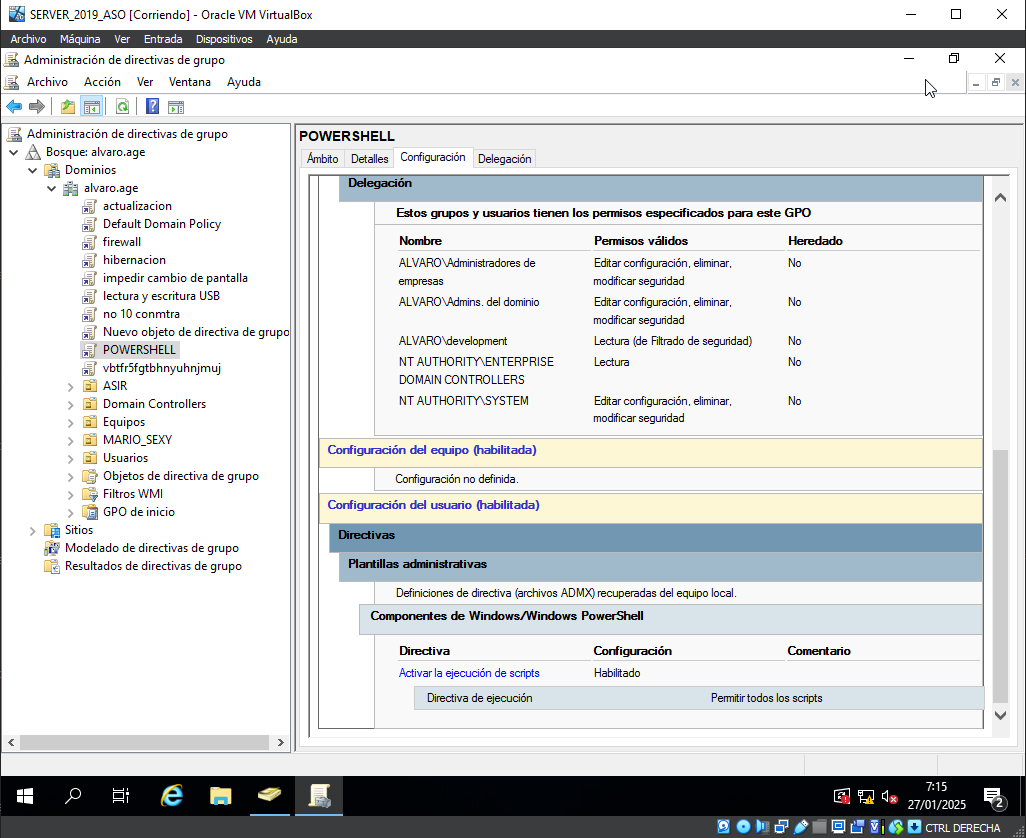 SERVER_2019_ASO [Corriendo] - Oracle VM VirtualBox
Archivo Máquina Ver Entrada Dispositivos Ayuda
Administración de directivas de grupo
Archivo Acción Ver Ventana Ayuda
Administración de directivas de grupo
Bosque: alvaro.age
Dominios
alvaro.age
actualizacion
Default Domain Policy
firewall
hibernacion
impedir cambio de pantalla
lectura y escritura USB
no 10 conmtra
Nuevo objeto de directiva de grupo
POWERSHELL
vbtfr5fgtbhnyuhnjmuj
ASIR
Domain Controllers
Equipos
MARIO_SEXY
Usuarios
Objetos de directiva de grupo
Filtros WMI
GPO de inicio
Sitios
Modelado de directivas de grupo
Resultados de directivas de grupo
POWERSHELL
Ámbito Detalles Configuración Delegación
Delegación
Estos grupos y usuarios tienen los permisos especificados para este GPO
Nombre Permisos válidos Heredado
ALVARO\Administradores de Editar configuración, eliminar, No
empresas modificar seguridad
ALVARO\Admins. del dominio Editar configuración, eliminar, No
modificar seguridad
ALVARO\development Lectura (de Filtrado de seguridad) No
NT AUTHORITY\ENTERPRISE Lectura No
DOMAIN CONTROLLERS
NT AUTHORITY\SYSTEM Editar configuración, eliminar, No
modificar seguridad
Configuración del equipo (habilitada)
Configuración no definida.
Configuración del usuario (habilitada)
Directivas
Plantillas administrativas
Definiciones de directiva (archivos ADMX) recuperadas del equipo local.
Componentes de Windows/Windows PowerShell
Directiva Configuración Comentario
Activar la ejecución de scripts Habilitado
Directiva de ejecución Permitir todos los scripts
7:15
27/01/2025
2
CTRL DERECHA